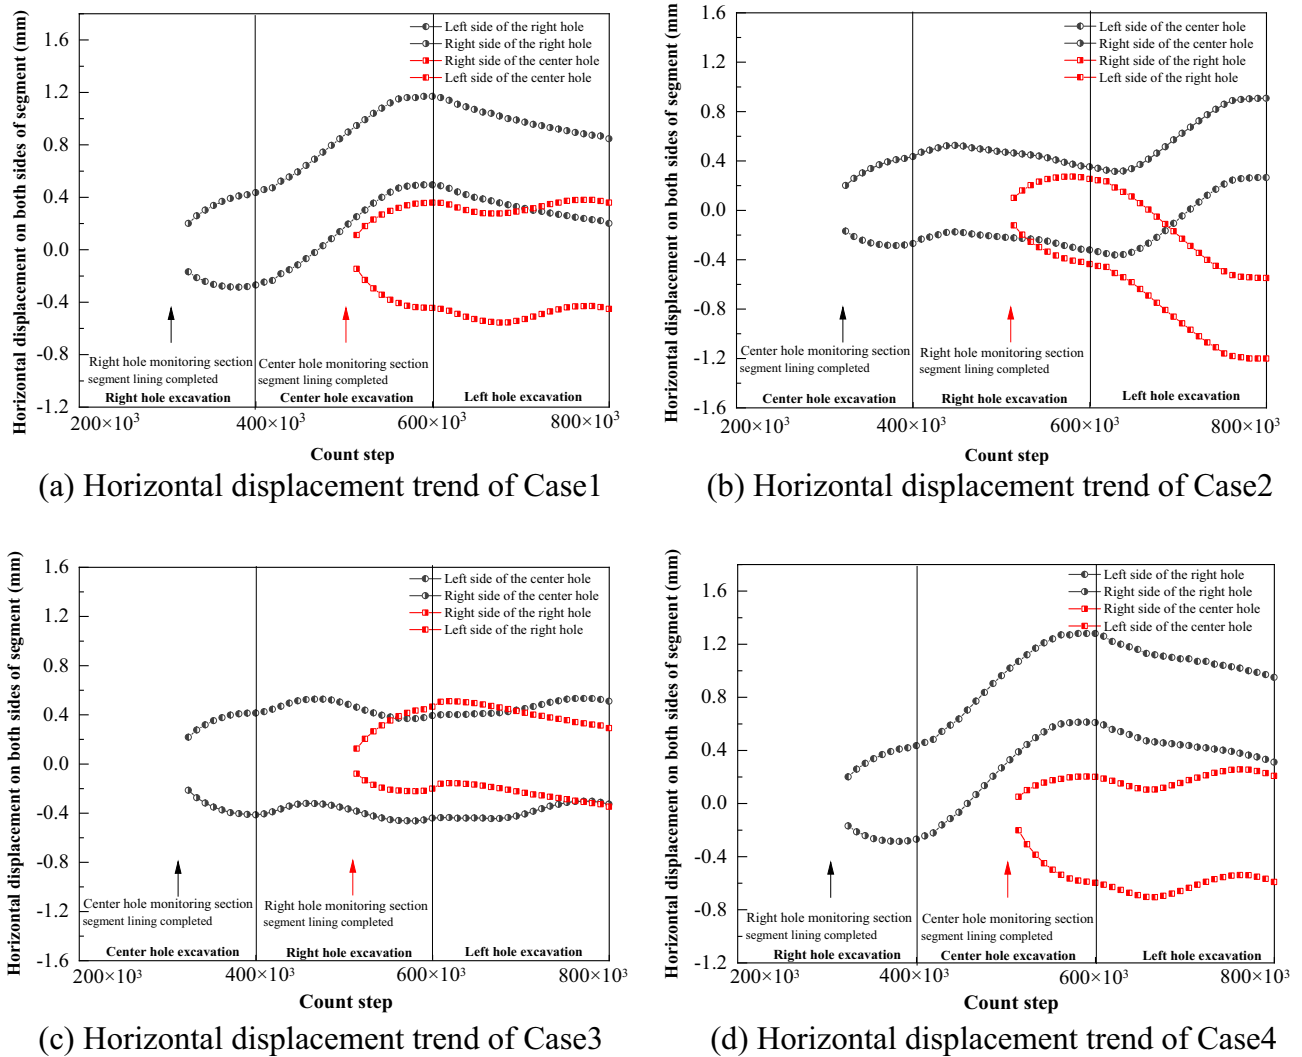 Horizontal displacement on both sides of segment (mm)
1.6
1.2
0.8
0.4
0.0
-0.4
-0.8
-1.2
Left side of the right hole
Right side of the right hole
Right side of the center hole
Left side of the center hole
Right hole monitoring section
segment lining completed
Center hole monitoring section
segment lining completed
Right hole excavation
Center hole excavation
Left hole excavation
200×10³
400×10³
600×10³
800×10³
Count step
(a) Horizontal displacement trend of Case1
Horizontal displacement on both sides of segment (mm)
1.6
1.2
0.8
0.4
0.0
-0.4
-0.8
-1.2
-1.6
Left side of the center hole
Right side of the center hole
Right side of the right hole
Left side of the right hole
Center hole monitoring section
segment lining completed
Right hole monitoring section
segment lining completed
Center hole excavation
Right hole excavation
Left hole excavation
200×10³
400×10³
600×10³
800×10³
Count step
(b) Horizontal displacement trend of Case2
Horizontal displacement on both sides of segment (mm)
1.6
1.2
0.8
0.4
0.0
-0.4
-0.8
-1.2
-1.6
Left side of the center hole
Right side of the center hole
Right side of the right hole
Left side of the right hole
Center hole monitoring section
segment lining completed
Right hole monitoring section
segment lining completed
Center hole excavation
Right hole excavation
Left hole excavation
200×10³
400×10³
600×10³
800×10³
Count step
(c) Horizontal displacement trend of Case3
Horizontal displacement on both sides of segment (mm)
1.6
1.2
0.8
0.4
0.0
-0.4
-0.8
-1.2
Left side of the right hole
Right side of the right hole
Right side of the center hole
Left side of the center hole
Right hole monitoring section
segment lining completed
Center hole monitoring section
segment lining completed
Right hole excavation
Center hole excavation
Left hole excavation
200×10³
400×10³
600×10³
800×10³
Count step
(d) Horizontal displacement trend of Case4